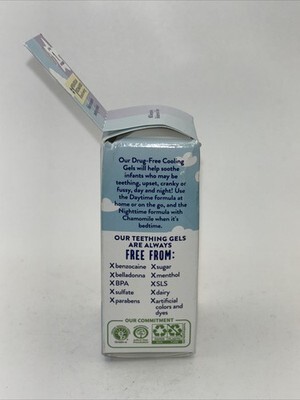 Our Drug-Free Cooling
Gels will help soothe
infants who may be
teething, upset, cranky or
fussy, day and night! Use
the Daytime formula at
home or on the go, and the
Nighttime formula with
Chamomile when it's
bedtime.
OUR TEETHING GELS
ARE ALWAYS
FREE FROM:
X benzocaine
X belladonna
X BPA
X sulfate
X parabens
X sugar
X menthol
X SLS
X dairy
X artificial
colors and
dyes
OUR COMMITMENT